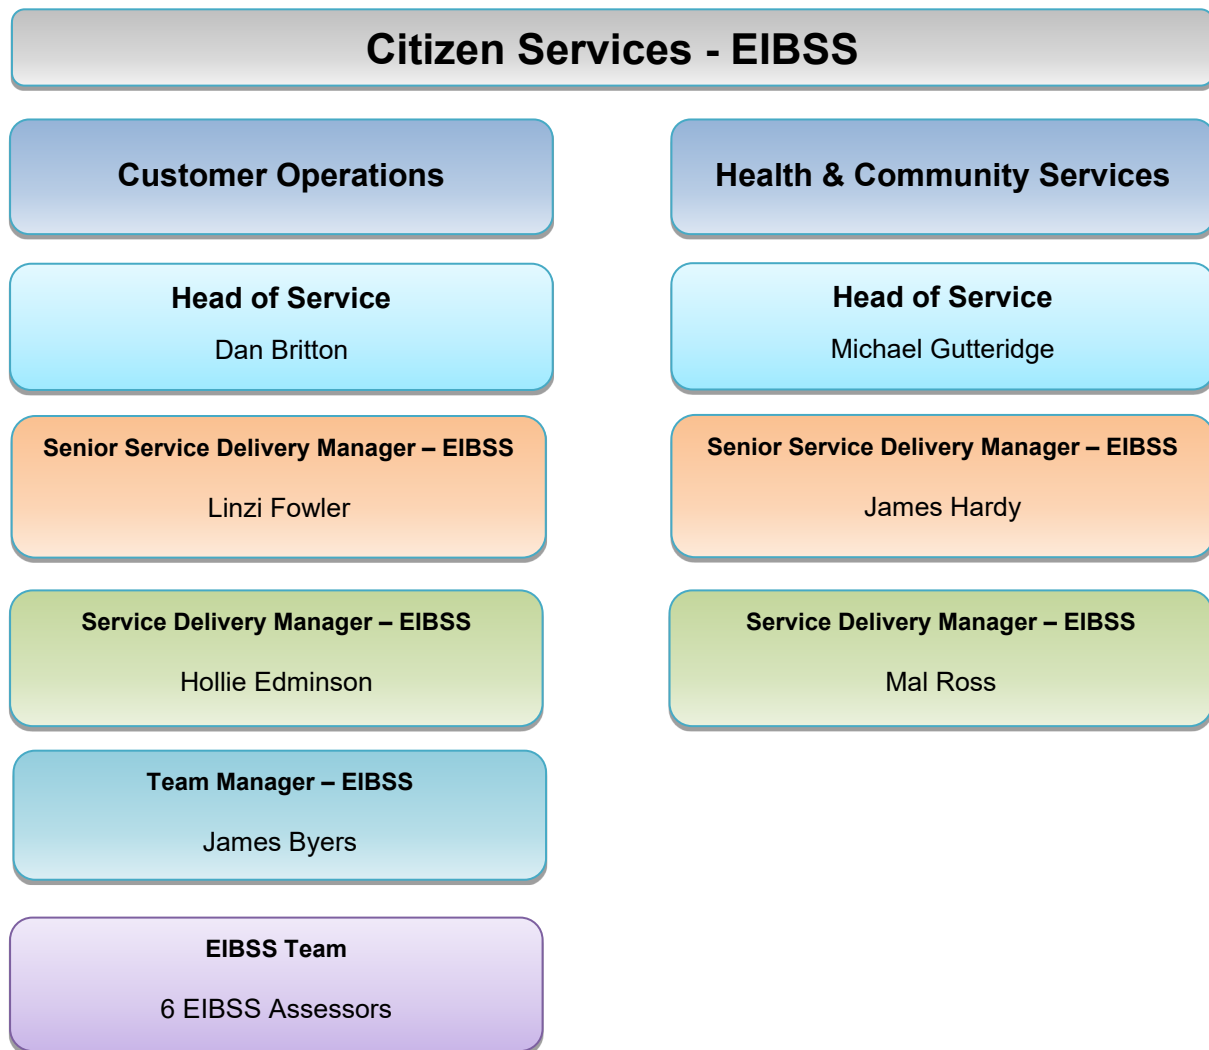 Citizen Services - EIBSS
Customer Operations
Head of Service
Dan Britton
Senior Service Delivery Manager – EIBSS
Linzi Fowler
Service Delivery Manager – EIBSS
Hollie Edminson
Team Manager – EIBSS
James Byers
EIBSS Team
6 EIBSS Assessors
Health & Community Services
Head of Service
Michael Gutteridge
Senior Service Delivery Manager – EIBSS
James Hardy
Service Delivery Manager – EIBSS
Mal Ross